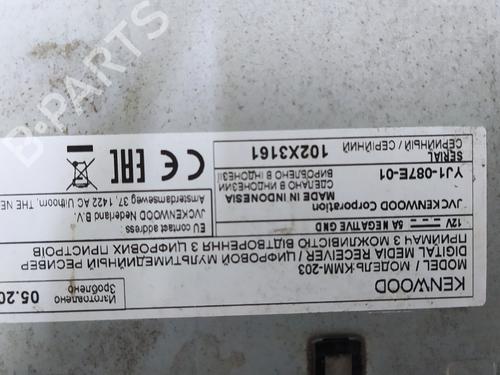 KENWOOD
MODEL / МОДЕЛЬ:KMM-203
DIGITAL MEDIA RECEIVER / ЦИФРОВОЙ МУЛЬТИМЕДИЙНЫЙ РЕСИВЕР
ПРИЙМАЧ З МОЖЛИВІСТЮ ВІДТВОРЕННЯ З ЦИФРОВИХ ПРИСТРОЇВ
12V 5A NEGATIVE GND
JVCKENWOOD Corporation
MADE IN INDONESIA
СДЕЛАНО В ИНДОНЕЗИИ
ВИРОБЛЕНО В ІНДОНЕЗІЇ
YJ1-087E-01
SERIAL
СЕРИЙНЫЙ / СЕРІЙНИЙ
102X3161
Изготовлено
Зроблено
05.20
EU contact address:
JVCKENWOOD Nederland B.V.
Amsterdamseweg 37, 1422 AC Uithoorn, THE NE
CE EAC
B-PARTS